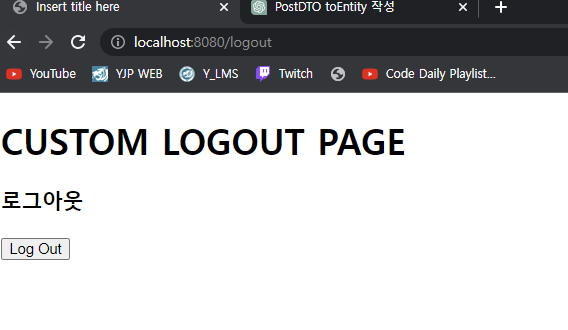 Insert title here
PostDTO toEntity 작성
localhost:8080/logout
YouTube YJP WEB Y_LMS Twitch Code Daily Playlist...
CUSTOM LOGOUT PAGE
로그아웃
Log Out